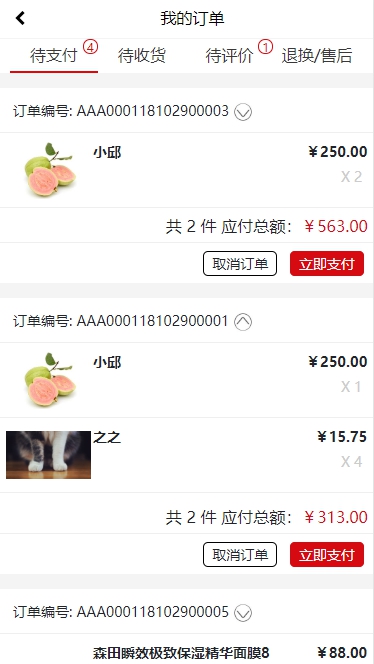 我的订单
待支付 4 待收货 待评价 1 退换/售后
订单编号: AAA000118102900003
小邱 ￥250.00
X 2
共 2 件 应付总额：￥563.00
取消订单 立即支付
订单编号: AAA000118102900001
小邱 ￥250.00
X 1
之之 ￥15.75
X 4
共 2 件 应付总额：￥313.00
取消订单 立即支付
订单编号: AAA000118102900005
森田瞬效极致保湿精华面膜8 ￥88.00